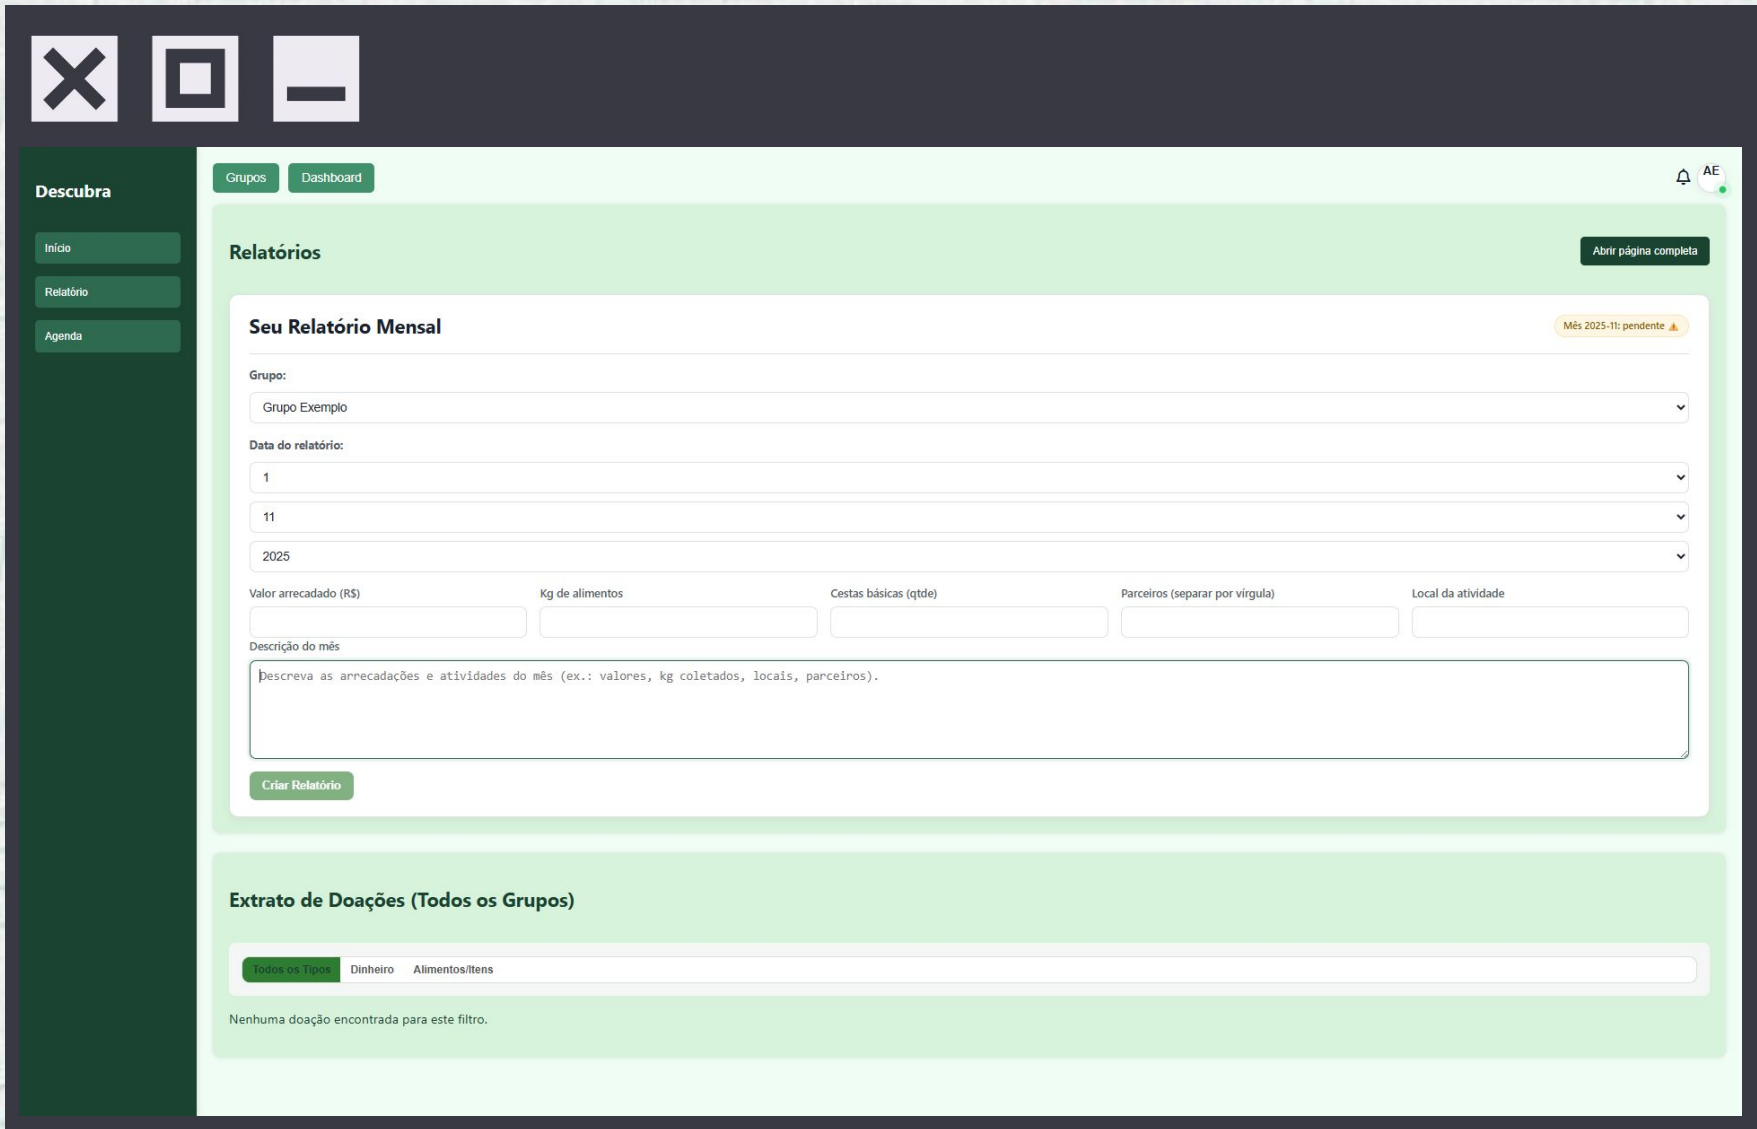 Descubra
Início
Relatório
Agenda
Grupos
Dashboard
AE
Relatórios
Abrir página completa
Seu Relatório Mensal
Mês 2025-11: pendente
Grupo:
Grupo Exemplo
Data do relatório:
1
11
2025
Valor arrecadado (R$)
Kg de alimentos
Cestas básicas (qtde)
Parceiros (separar por vírgula)
Local da atividade
Descrição do mês
Descreva as arrecadações e atividades do mês (ex.: valores, kg coletados, locais, parceiros).
Criar Relatório
Extrato de Doações (Todos os Grupos)
Todos os Tipos
Dinheiro
Alimentos/Itens
Nenhuma doação encontrada para este filtro.